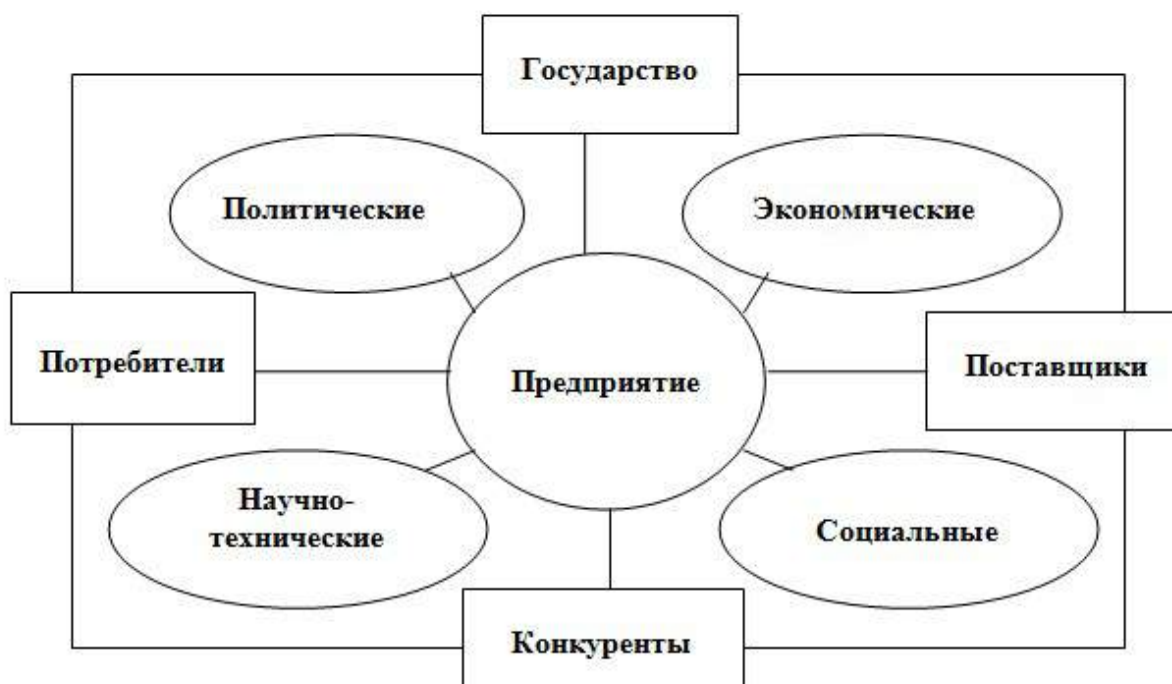 Государство
Политические
Экономические
Потребители
Предприятие
Поставщики
Научно-
технические
Социальные
Конкуренты